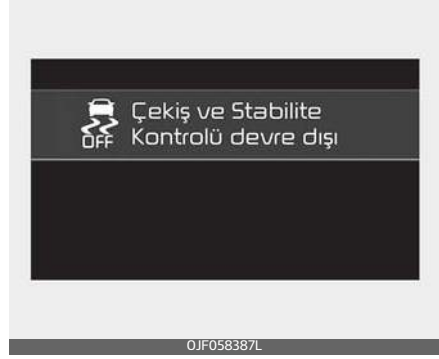 Çekiş ve Stabilite
OFF Kontrolü devre dışı
OJF058387L